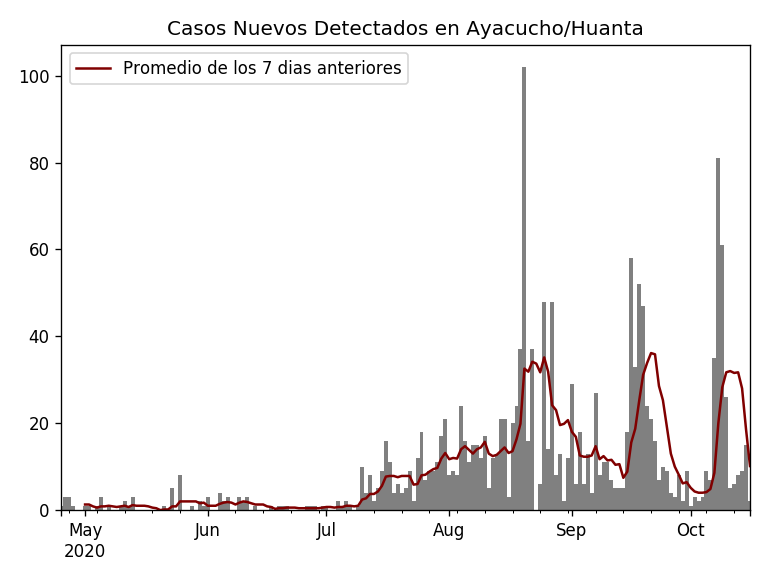 Casos Nuevos Detectados en Ayacucho/Huanta
Promedio de los 7 dias anteriores
100
80
60
40
20
0
May Jun Jul Aug Sep Oct
2020